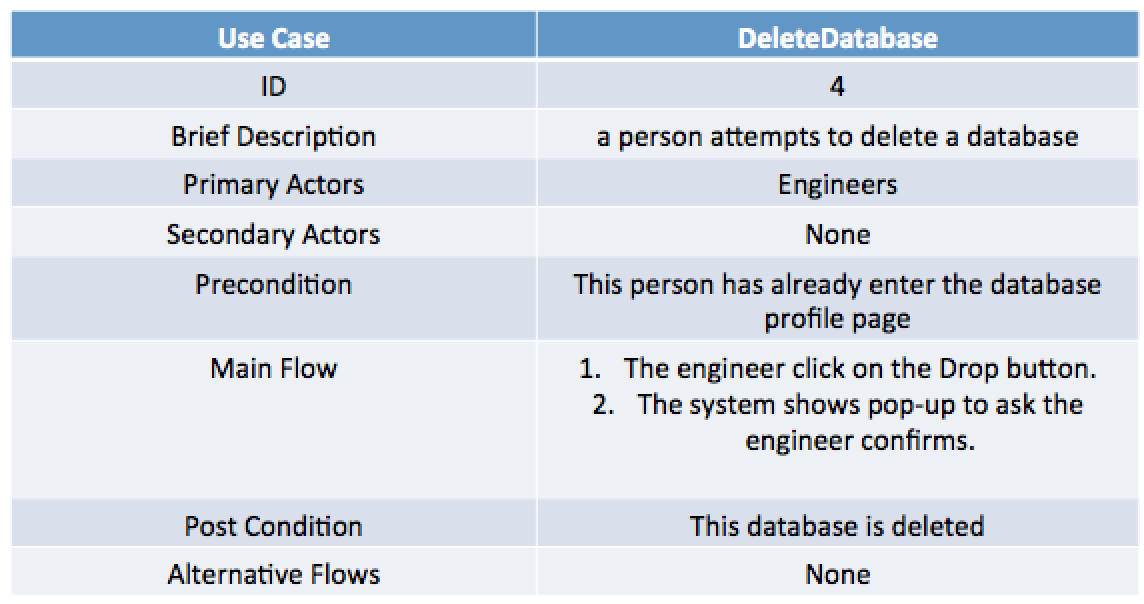 Use Case DeleteDatabase
ID 4
Brief Description a person attempts to delete a database
Primary Actors Engineers
Secondary Actors None
Precondition This person has already enter the database
profile page
Main Flow 1. The engineer click on the Drop button.
2. The system shows pop-up to ask the
engineer confirms.
Post Condition This database is deleted
Alternative Flows None